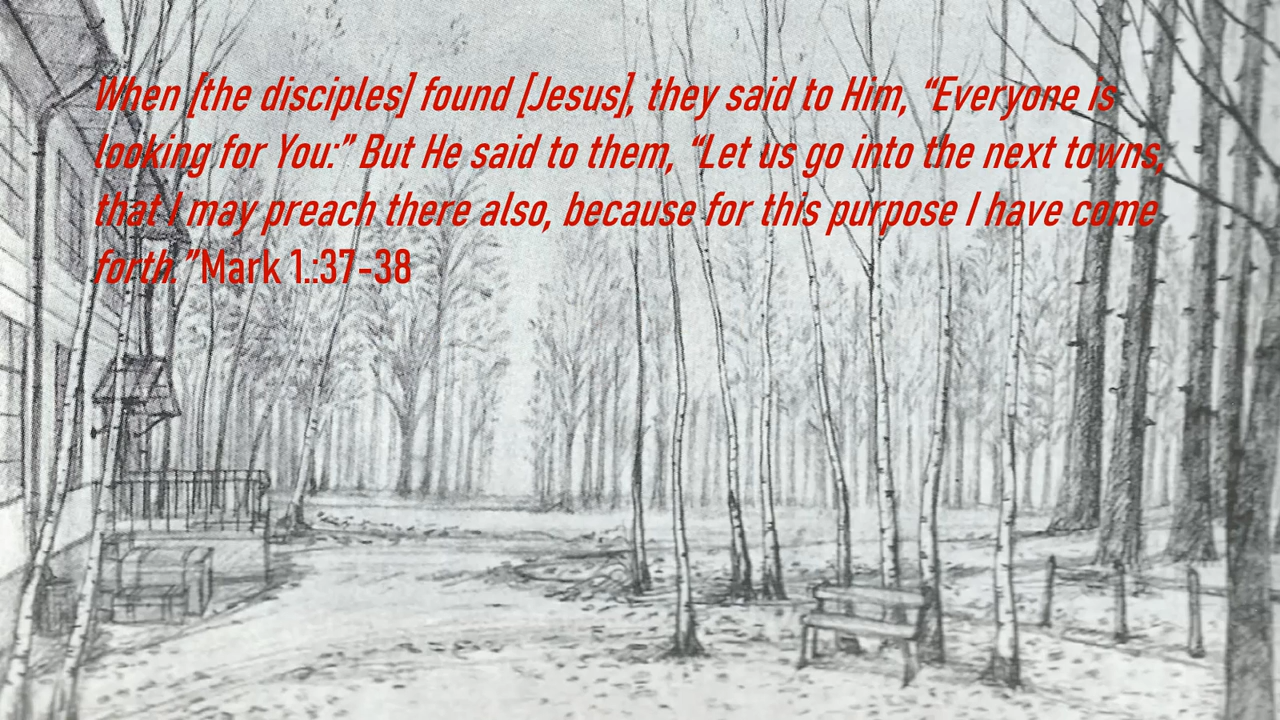 When [the disciples] found [Jesus], they said to Him, “Everyone is
looking for You:” But He said to them, “Let us go into the next towns,
that I may preach there also, because for this purpose I have come
forth.” Mark 1.:37-38